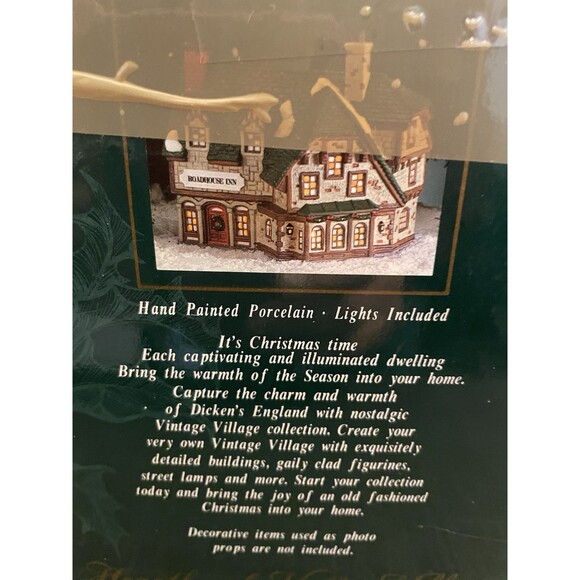 ROADHOUSE INN
Hand Painted Porcelain · Lights Included
It's Christmas time
Each captivating and illuminated dwelling
Bring the warmth of the Season into your home.
Capture the charm and warmth
of Dicken's England with nostalgic
Vintage Village collection. Create your
very own Vintage Village with exquisitely
detailed buildings, gaily clad figurines,
street lamps and more. Start your collection
today and bring the joy of an old fashioned
Christmas into your home.
Decorative items used as photo
props are not included.